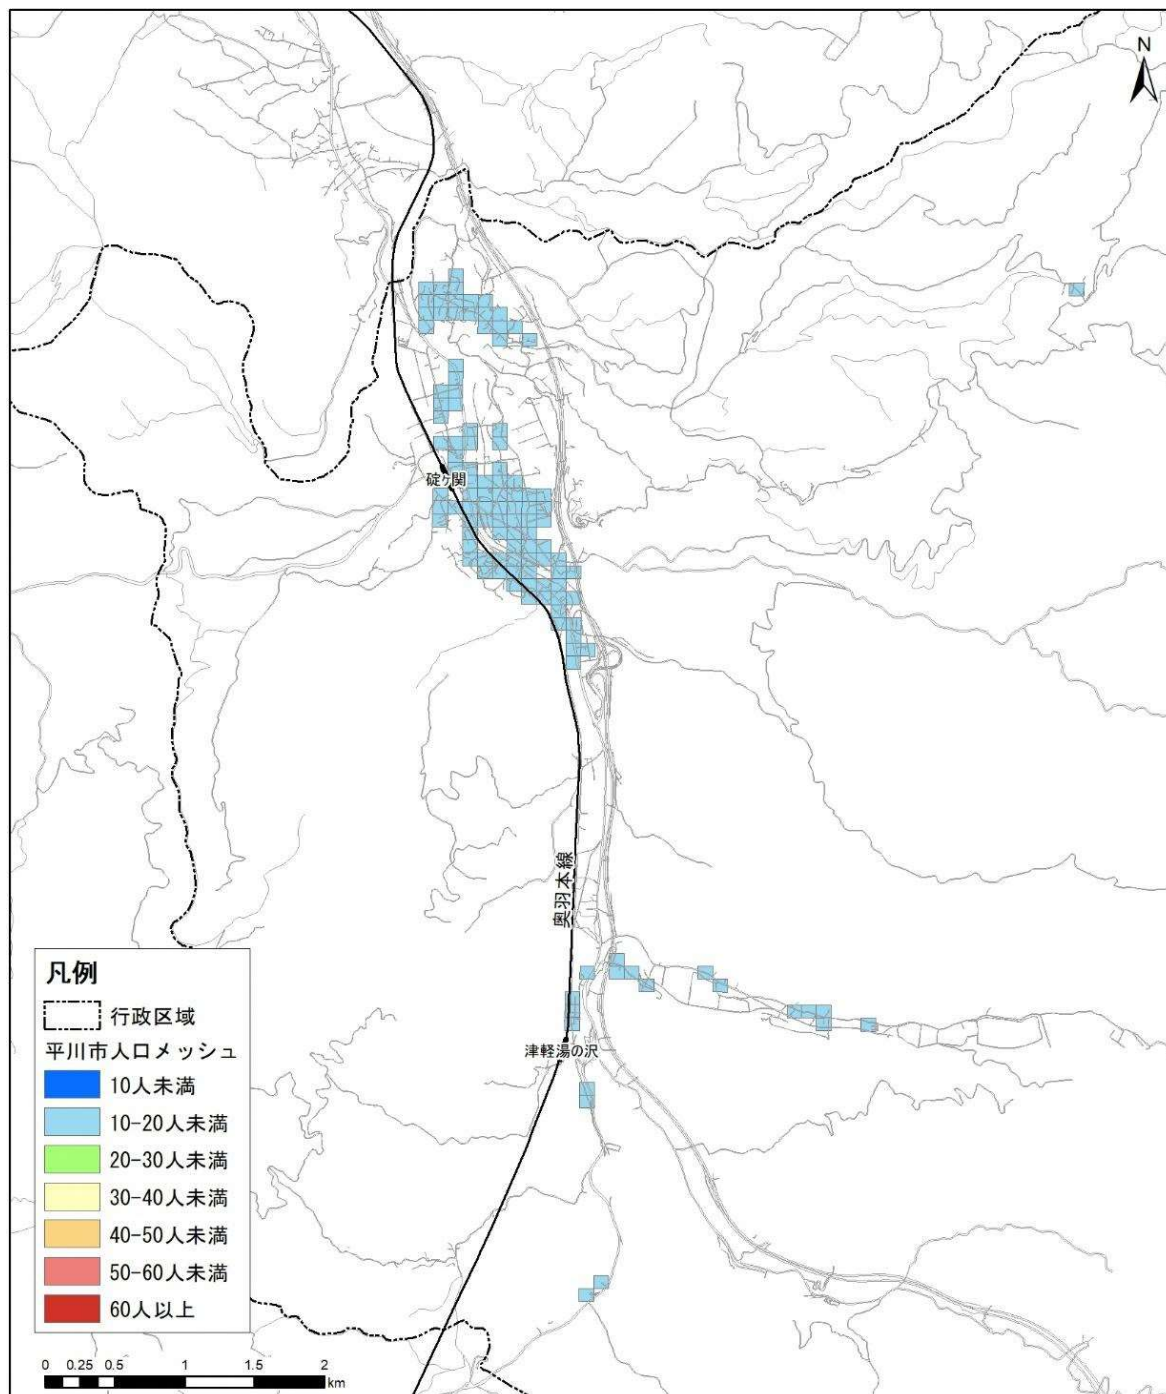 N
碇ヶ関
奥羽本線
津軽湯の沢
凡例
行政区域
平川市人口メッシュ
10人未満
10-20人未満
20-30人未満
30-40人未満
40-50人未満
50-60人未満
60人以上
0 0.25 0.5 1 1.5 2
km